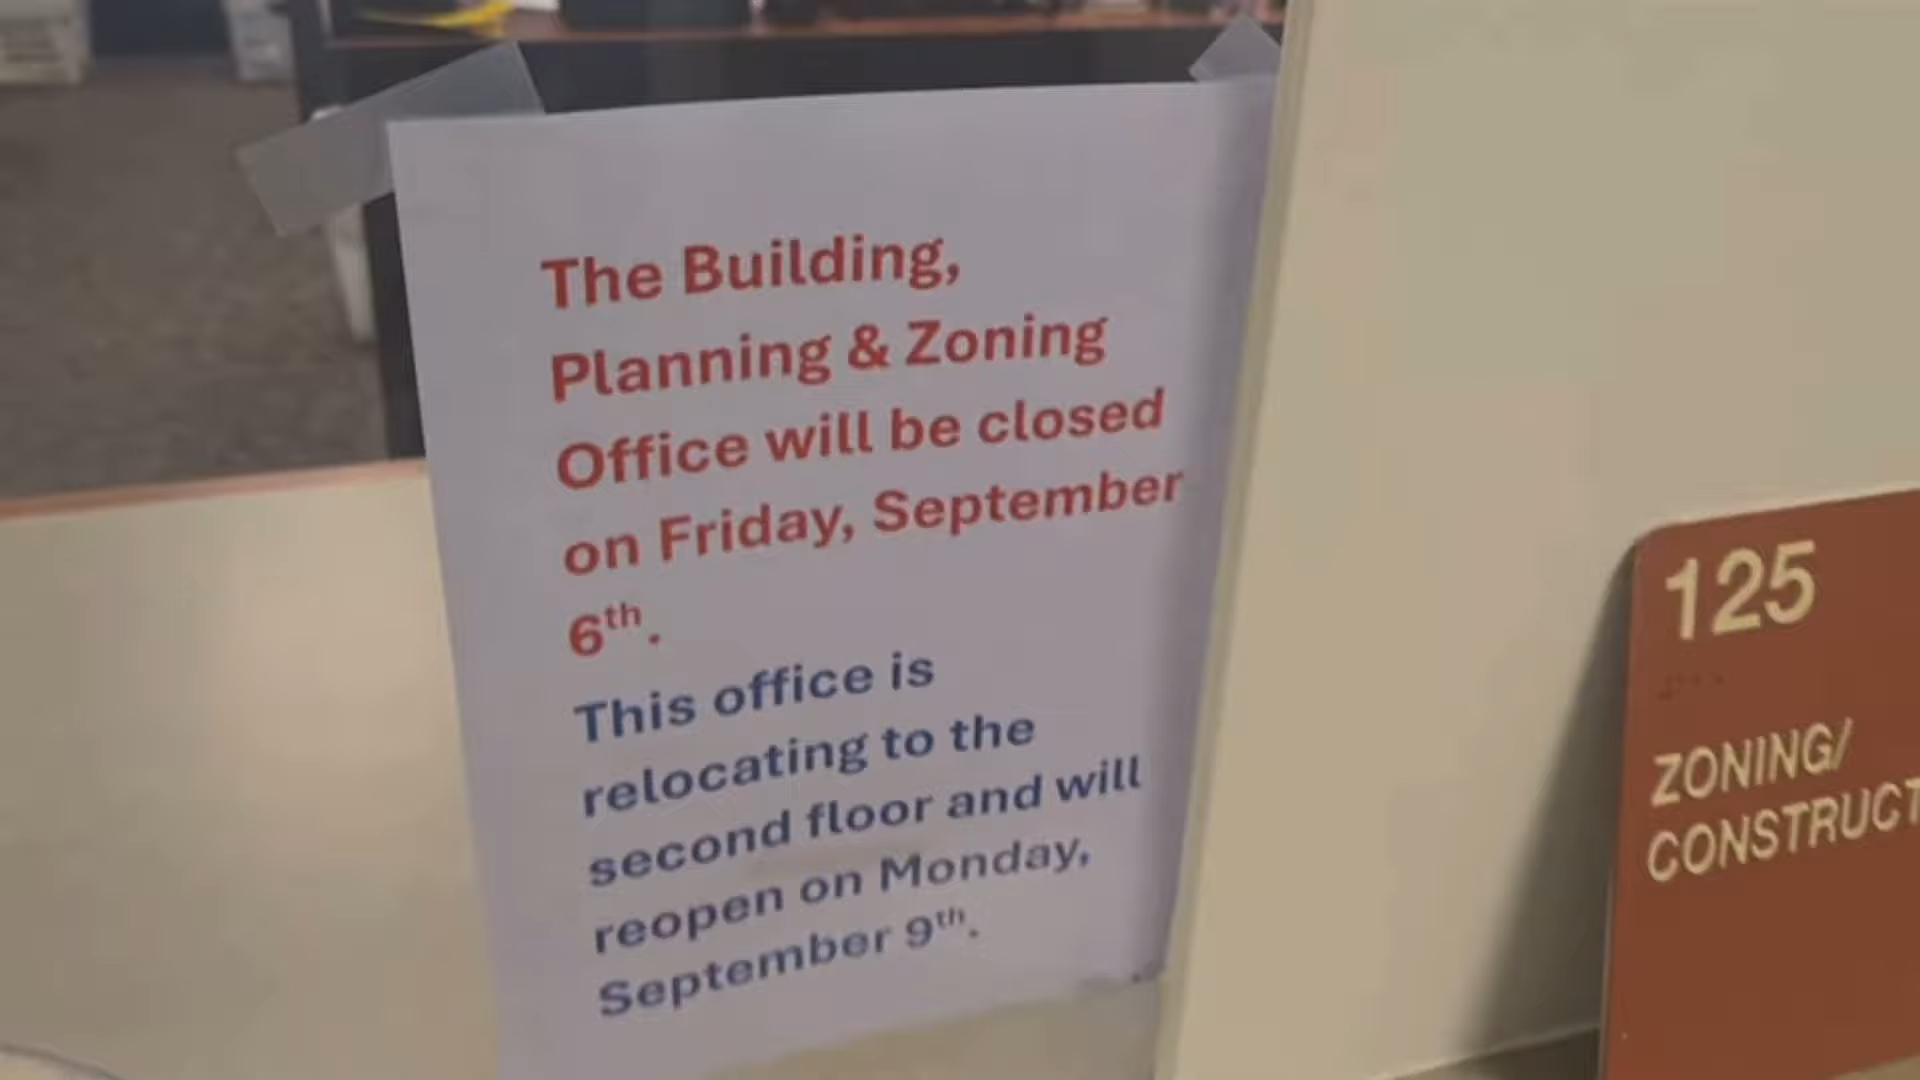 The Building,
Planning & Zoning
Office will be closed
on Friday, September
6th.
This office is
relocating to the
second floor and will
reopen on Monday,
September 9th.
125
ZONING/
CONSTRUCT